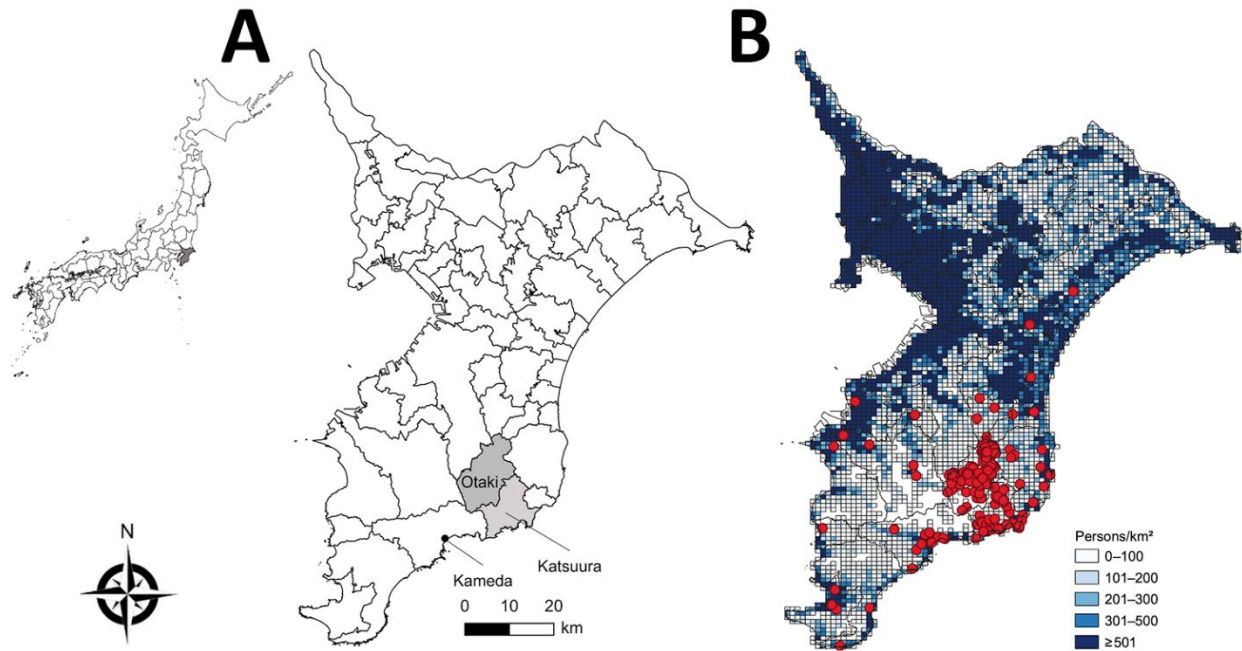 A
B
Otaki
Katsuura
Kameda
N
0 10 20
km
Persons/km²
0–100
101–200
201–300
301–500
≥501